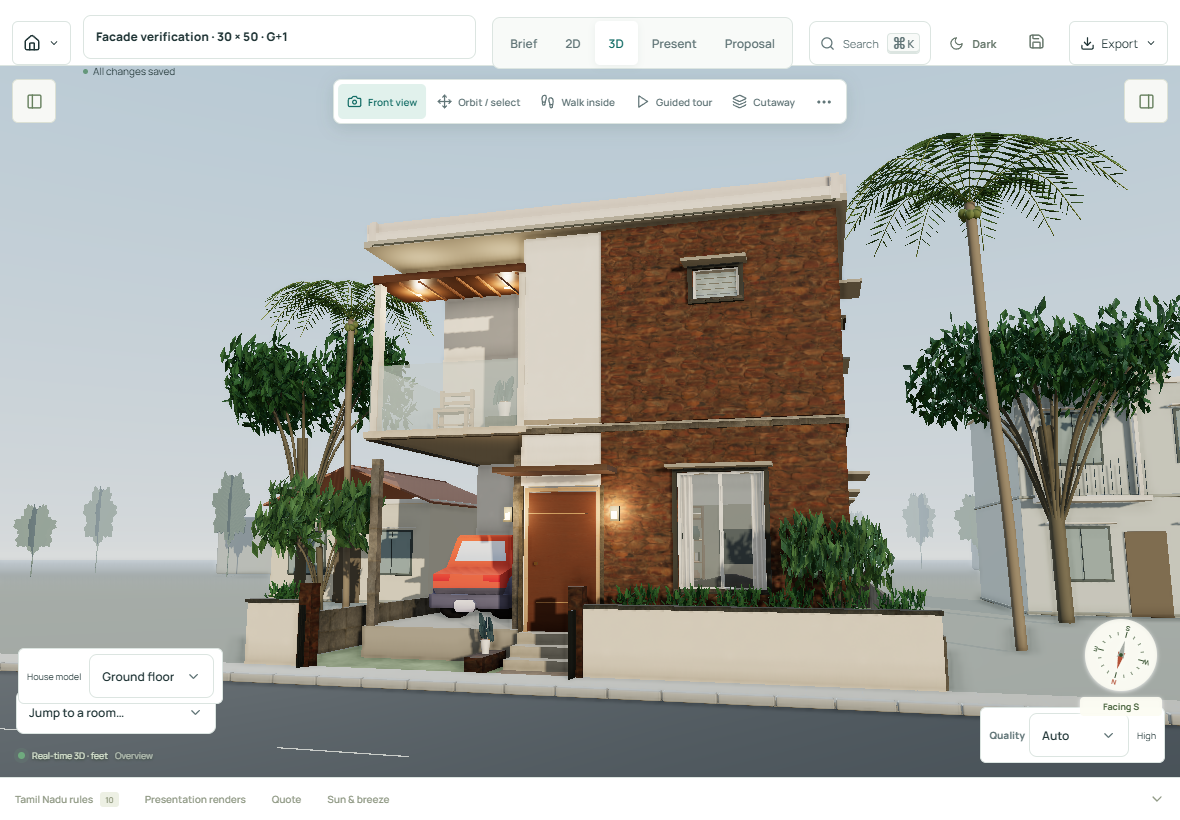 Facade verification · 30 × 50 · G+1
Brief
2D
3D
Present
Proposal
Search
⌘K
Dark
Export
All changes saved
Front view
Orbit / select
Walk inside
Guided tour
Cutaway
House model
Ground floor
Jump to a room...
Real-time 3D · feet
Overview
S
W
N
E
Facing S
Quality
Auto
High
Tamil Nadu rules
10
Presentation renders
Quote
Sun & breeze